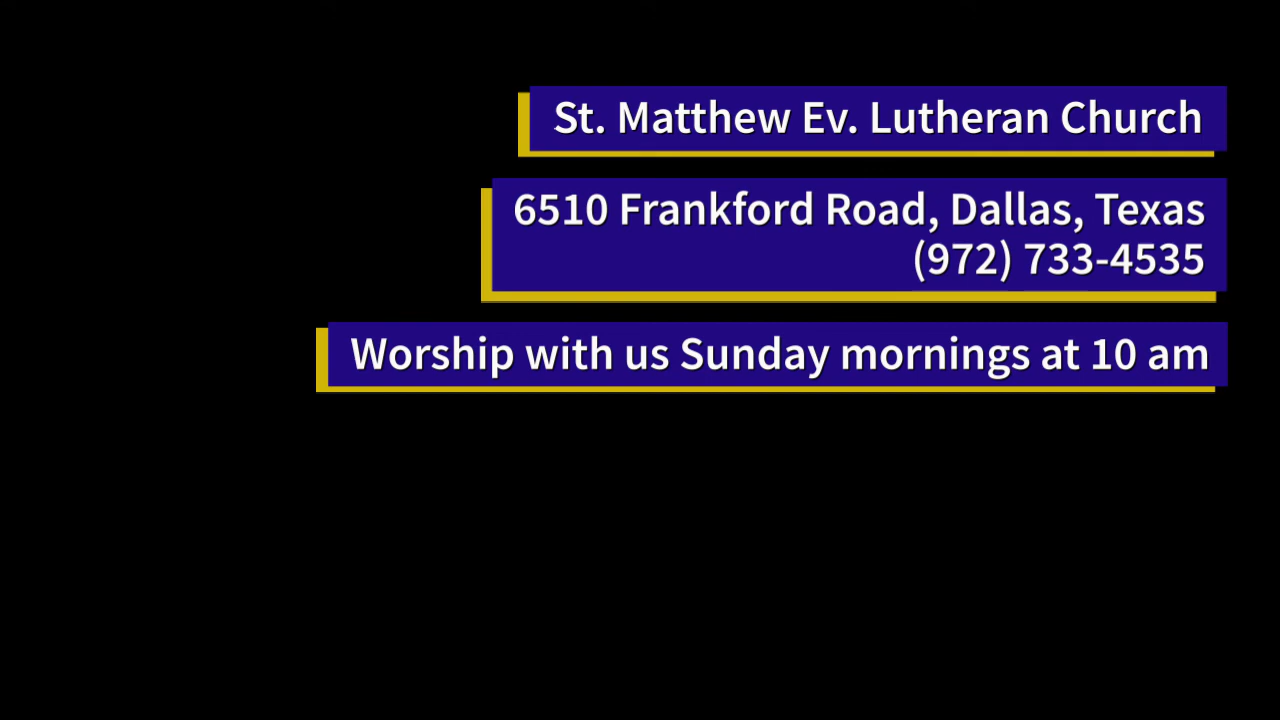 St. Matthew Ev. Lutheran Church
6510 Frankford Road, Dallas, Texas
(972) 733-4535
Worship with us Sunday mornings at 10 am